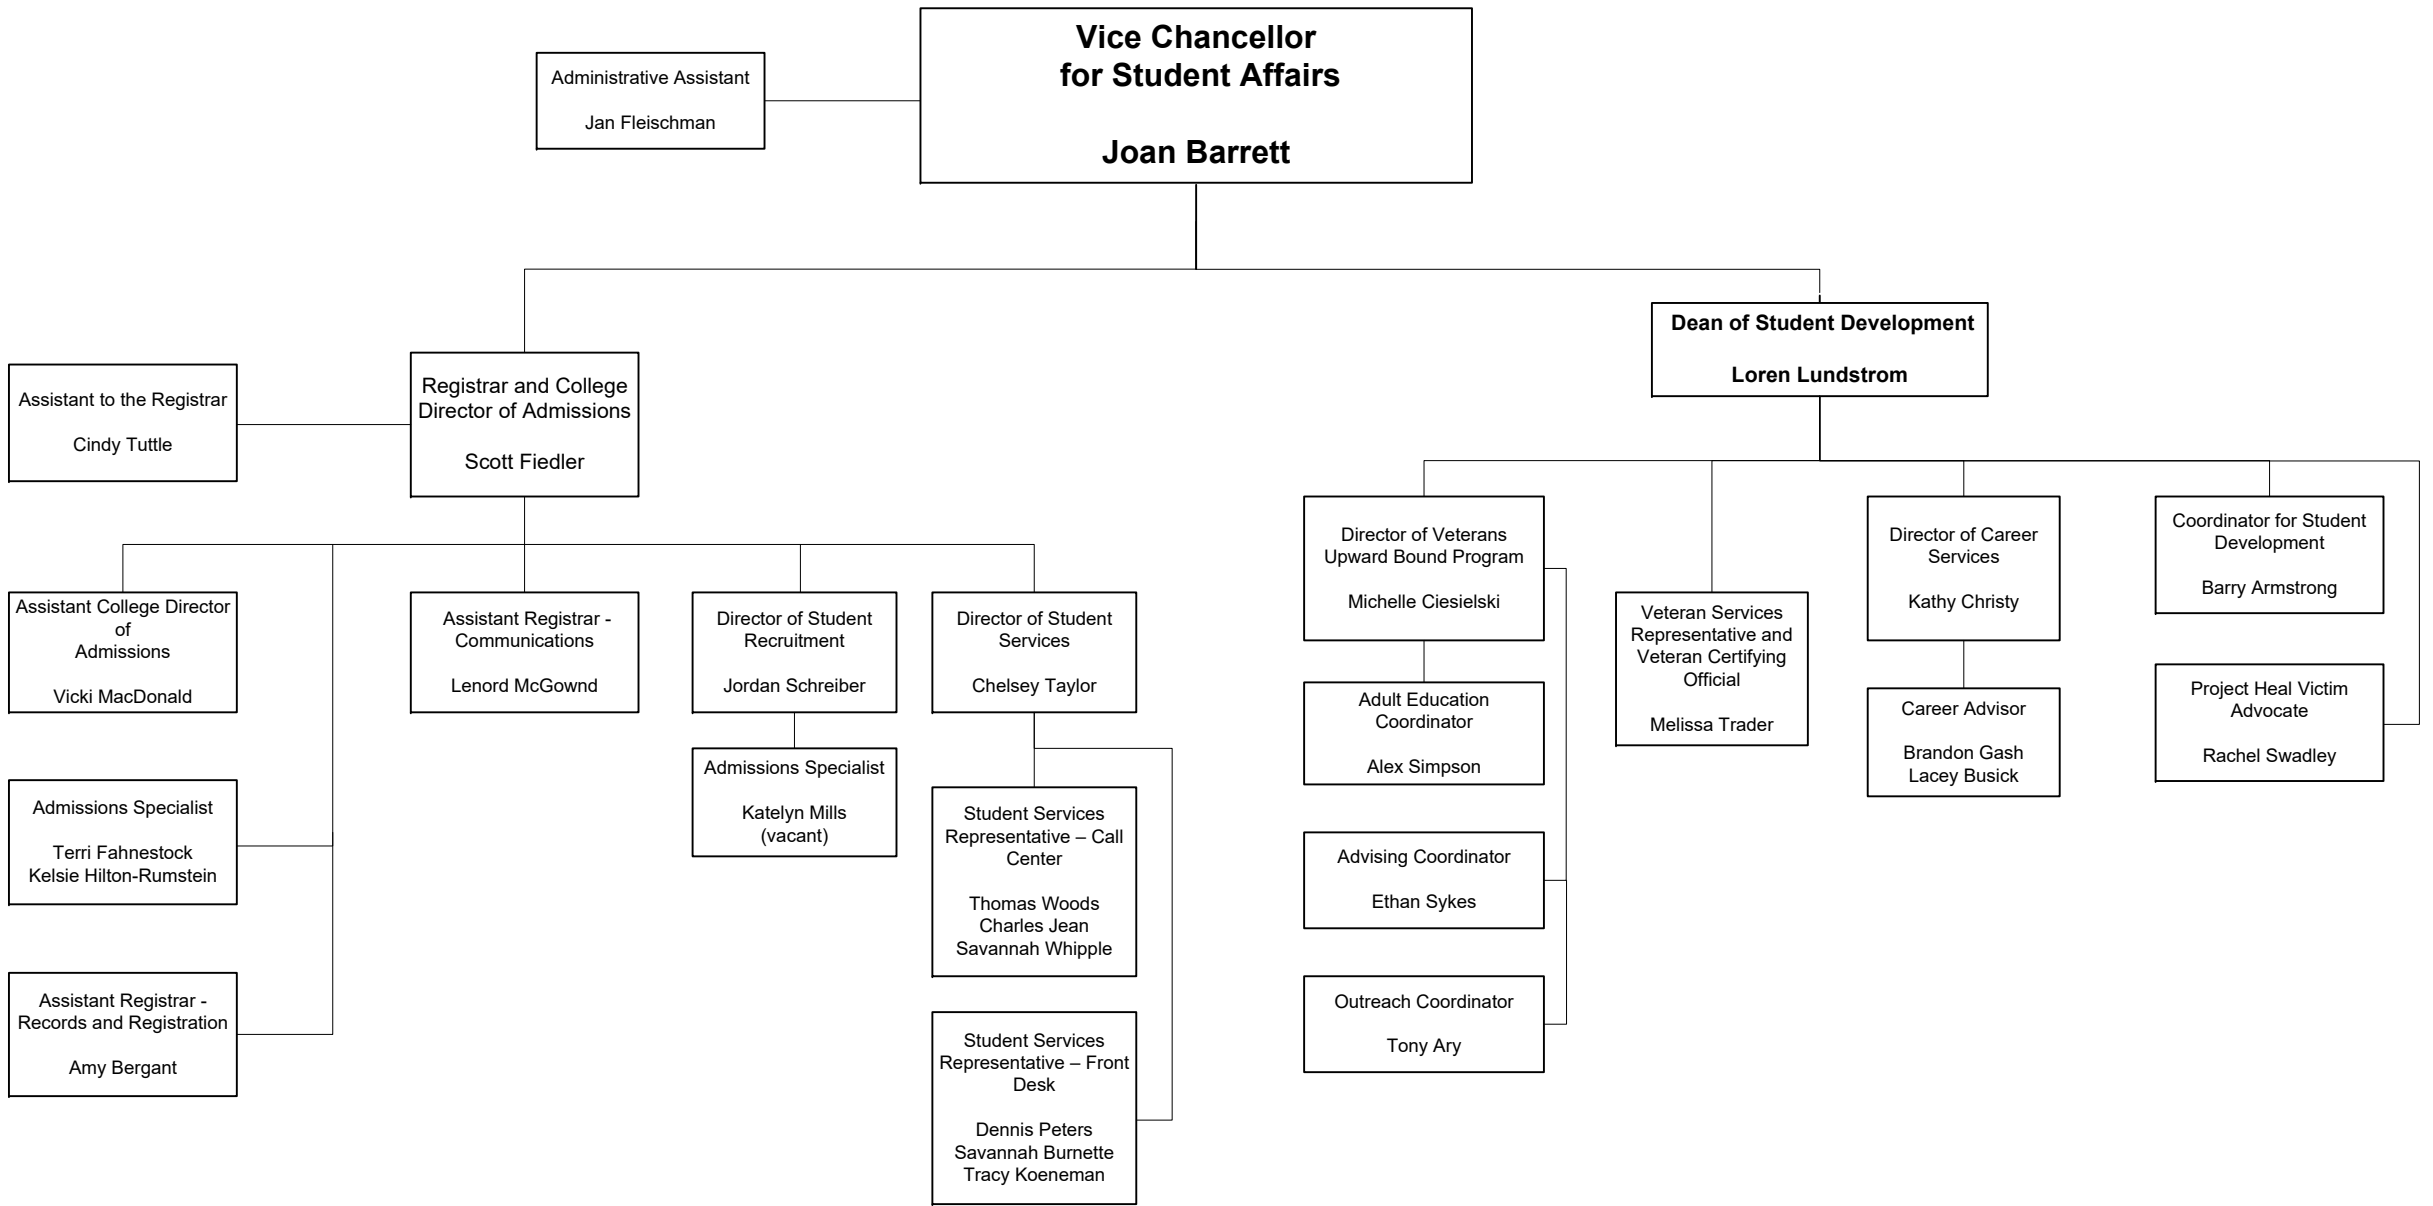 Vice Chancellor
for Student Affairs
Joan Barrett
Administrative Assistant
Jan Fleischman
Dean of Student Development
Loren Lundstrom
Assistant to the Registrar
Cindy Tuttle
Registrar and College
Director of Admissions
Scott Fiedler
Assistant College Director
of
Admissions
Vicki MacDonald
Admissions Specialist
Terri Fahnestock
Kelsie Hilton-Rumstein
Assistant Registrar -
Records and Registration
Amy Bergant
Assistant Registrar -
Communications
Lenord McGownd
Director of Student
Recruitment
Jordan Schreiber
Admissions Specialist
Katelyn Mills
(vacant)
Director of Student
Services
Chelsey Taylor
Student Services
Representative – Call
Center
Thomas Woods
Charles Jean
Savannah Whipple
Student Services
Representative – Front
Desk
Dennis Peters
Savannah Burnette
Tracy Koeneman
Director of Veterans
Upward Bound Program
Michelle Ciesielski
Adult Education
Coordinator
Alex Simpson
Advising Coordinator
Ethan Sykes
Outreach Coordinator
Tony Ary
Veteran Services
Representative and
Veteran Certifying
Official
Melissa Trader
Director of Career
Services
Kathy Christy
Career Advisor
Brandon Gash
Lacey Busick
Coordinator for Student
Development
Barry Armstrong
Project Heal Victim
Advocate
Rachel Swadley